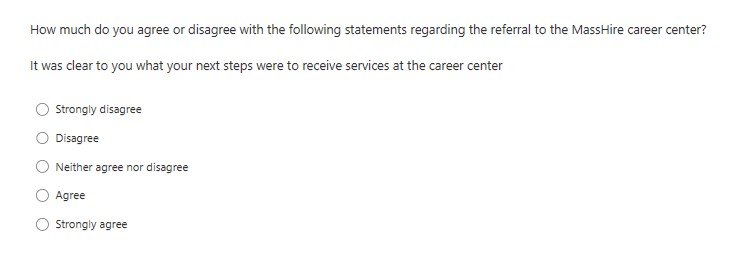 How much do you agree or disagree with the following statements regarding the referral to the MassHire career center?
It was clear to you what your next steps were to receive services at the career center
Strongly disagree
Disagree
Neither agree nor disagree
Agree
Strongly agree